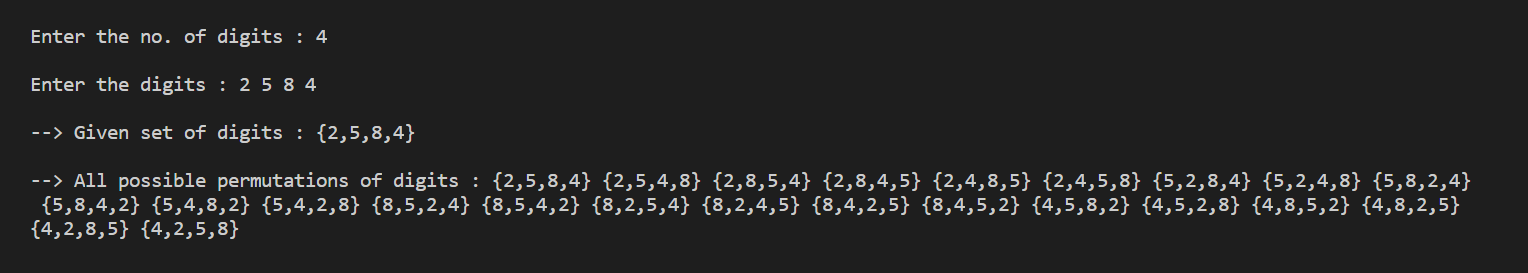 Enter the no. of digits : 4
Enter the digits : 2 5 8 4
--> Given set of digits : {2,5,8,4}
--> All possible permutations of digits : {2,5,8,4} {2,5,4,8} {2,8,5,4} {2,8,4,5} {2,4,8,5} {2,4,5,8} {5,2,8,4} {5,2,4,8} {5,8,2,4}
{5,8,4,2} {5,4,8,2} {5,4,2,8} {8,5,2,4} {8,5,4,2} {8,2,5,4} {8,2,4,5} {8,4,2,5} {8,4,5,2} {4,5,8,2} {4,5,2,8} {4,8,5,2} {4,8,2,5}
{4,2,8,5} {4,2,5,8}